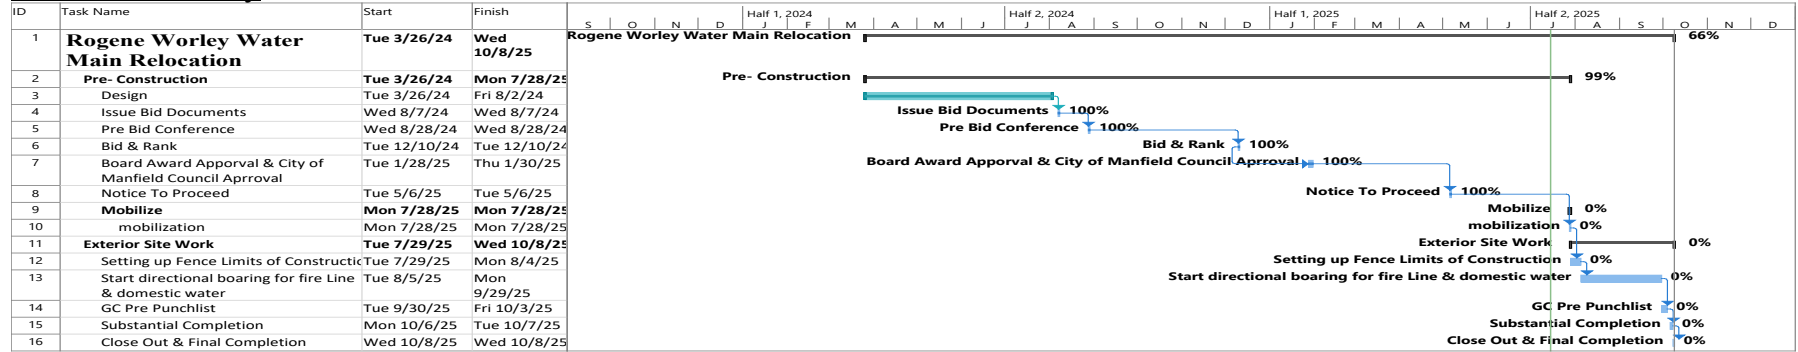 ID Task Name Start Finish
Half 1, 2024 Half 2, 2024 Half 1, 2025 Half 2, 2025
S O N D J F M A M J J A S O N D J F M A M J J A S O N D
1 Rogene Worley Water Main Relocation Tue 3/26/24 Wed 10/8/25 Rogene Worley Water Main Relocation 66%
2 Pre- Construction Tue 3/26/24 Mon 7/28/25 Pre- Construction 99%
3 Design Tue 3/26/24 Fri 8/2/24
4 Issue Bid Documents Wed 8/7/24 Wed 8/7/24 Issue Bid Documents 100%
5 Pre Bid Conference Wed 8/28/24 Wed 8/28/24 Pre Bid Conference 100%
6 Bid & Rank Tue 12/10/24 Tue 12/10/24 Bid & Rank 100%
7 Board Award Apporval & City of Manfield Council Aprroval Tue 1/28/25 Thu 1/30/25 Board Award Apporval & City of Manfield Council Aprroval 100%
8 Notice To Proceed Tue 5/6/25 Tue 5/6/25 Notice To Proceed 100%
9 Mobilize Mon 7/28/25 Mon 7/28/25 Mobilize 0%
10 mobilization Mon 7/28/25 Mon 7/28/25 mobilization 0%
11 Exterior Site Work Tue 7/29/25 Wed 10/8/25 Exterior Site Work 0%
12 Setting up Fence Limits of Constructic Tue 7/29/25 Mon 8/4/25 Setting up Fence Limits of Construction 0%
13 Start directional boaring for fire Line & domestic water Tue 8/5/25 Mon 9/29/25 Start directional boaring for fire Line & domestic water 0%
14 GC Pre Punchlist Tue 9/30/25 Fri 10/3/25 GC Pre Punchlist 0%
15 Substantial Completion Mon 10/6/25 Tue 10/7/25 Substantial Completion 0%
16 Close Out & Final Completion Wed 10/8/25 Wed 10/8/25 Close Out & Final Completion 0%